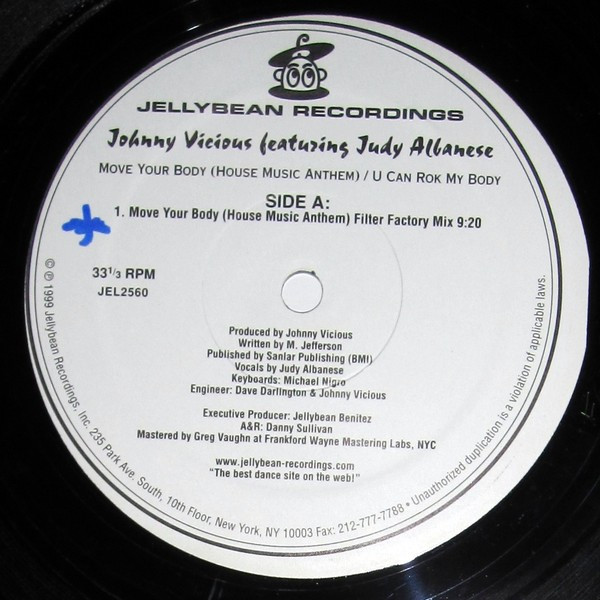 JELLYBEAN RECORDINGS
Johnny Vicious featuring Judy Albanese
MOVE YOUR BODY (HOUSE MUSIC ANTHEM) / U CAN ROK MY BODY
SIDE A:
1. Move Your Body (House Music Anthem) Filter Factory Mix 9:20
33 1/3 RPM
JEL2560
Produced by Johnny Vicious
Written by M. Jefferson
Published by Sanlar Publishing (BMI)
Vocals by Judy Albanese
Keyboards: Michael Nigro
Engineer: Dave Darlington & Johnny Vicious
Executive Producer: Jellybean Benitez
A&R: Danny Sullivan
Mastered by Greg Vaughn at Frankford Wayne Mastering Labs, NYC
www.jellybean-recordings.com
"The best dance site on the web!"
© ℗ 1999 Jellybean Recordings, Inc. 235 Park Ave. South, 10th Floor, New York, NY 10003 Fax: 212-777-7788 • Unauthorized duplication is a violation of applicable laws.